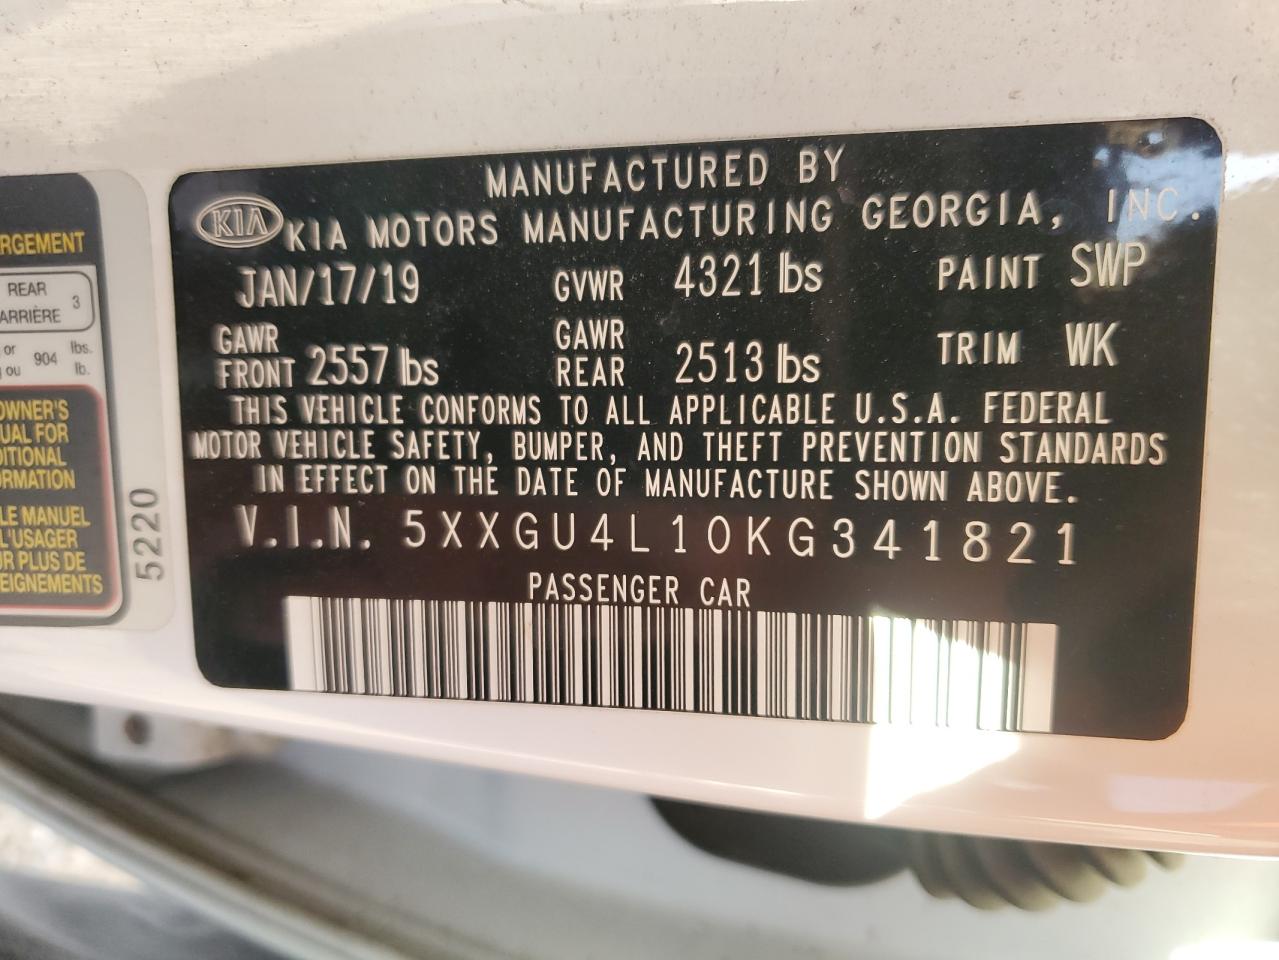 RGEMENT
REAR
ARRIÈRE 3
or 904 lbs.
ou lb.
OWNER'S
UAL FOR
DITIONAL
ORMATION
LE MANUEL
L'USAGER
UR PLUS DE
EIGNEMENTS
5220
MANUFACTURED BY
KIA KIA MOTORS MANUFACTURING GEORGIA, INC.
JAN/17/19 GVWR 4321 lbs PAINT SWP
GAWR FRONT 2557 lbs GAWR REAR 2513 lbs TRIM WK
THIS VEHICLE CONFORMS TO ALL APPLICABLE U.S.A. FEDERAL
MOTOR VEHICLE SAFETY, BUMPER, AND THEFT PREVENTION STANDARDS
IN EFFECT ON THE DATE OF MANUFACTURE SHOWN ABOVE.
V.I.N. 5XXGU4L10KG341821
PASSENGER CAR